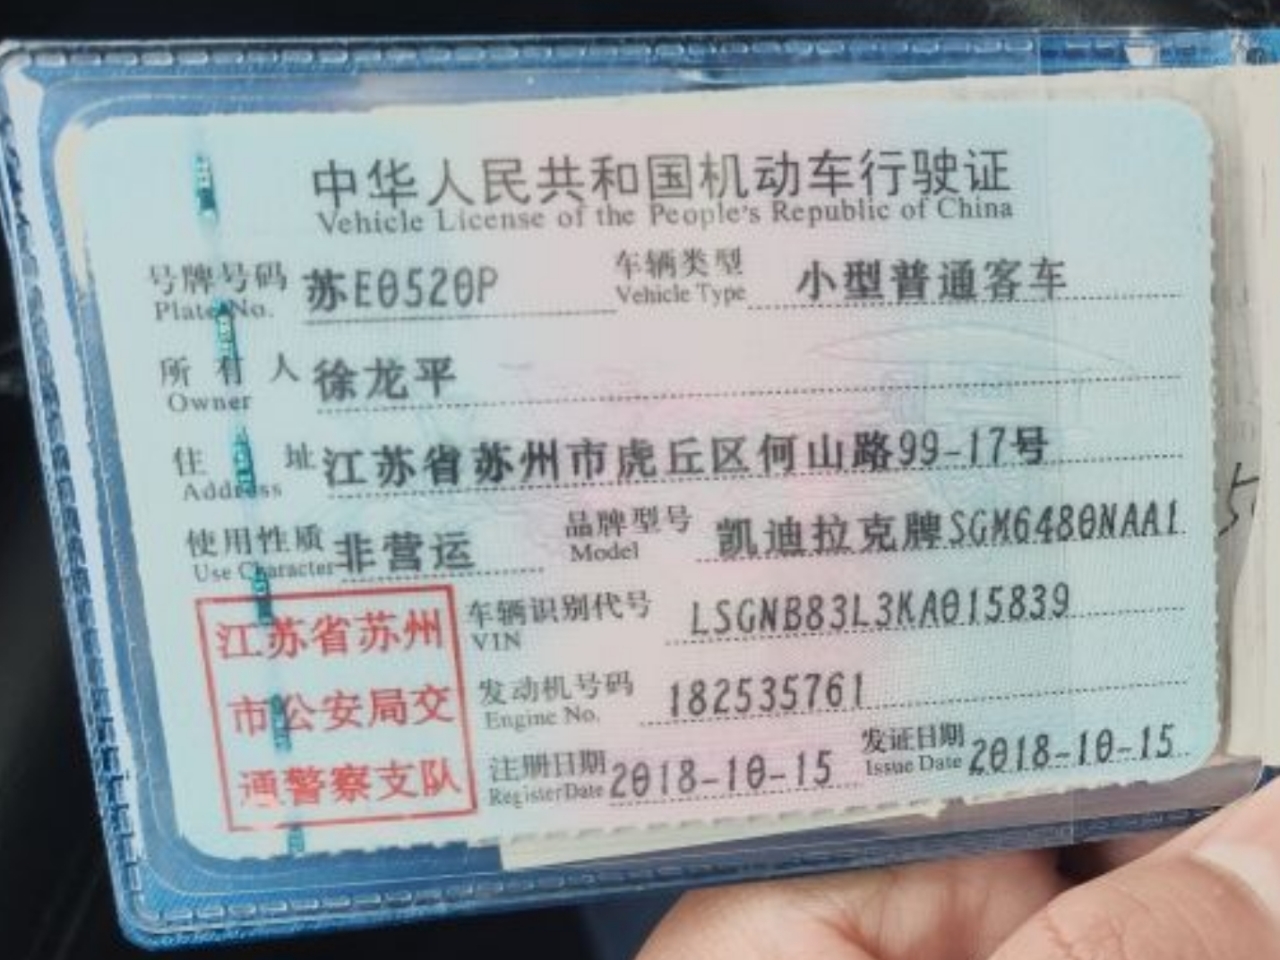 中华人民共和国机动车行驶证
Vehicle License of the People's Republic of China
号牌号码 苏E0520P 车辆类型 小型普通客车
Plate No. Vehicle Type
所有人 徐龙平
Owner
住址 江苏省苏州市虎丘区何山路99-17号
Address
使用性质 非营运 品牌型号 凯迪拉克牌SGM6480NAA1
Use Character Model
江苏省苏州
市公安局交
通警察支队
车辆识别代号 LSGNB83L3KA015839
VIN
发动机号码 182535761
Engine No.
注册日期 2018-10-15 发证日期 2018-10-15
Register Date Issue Date